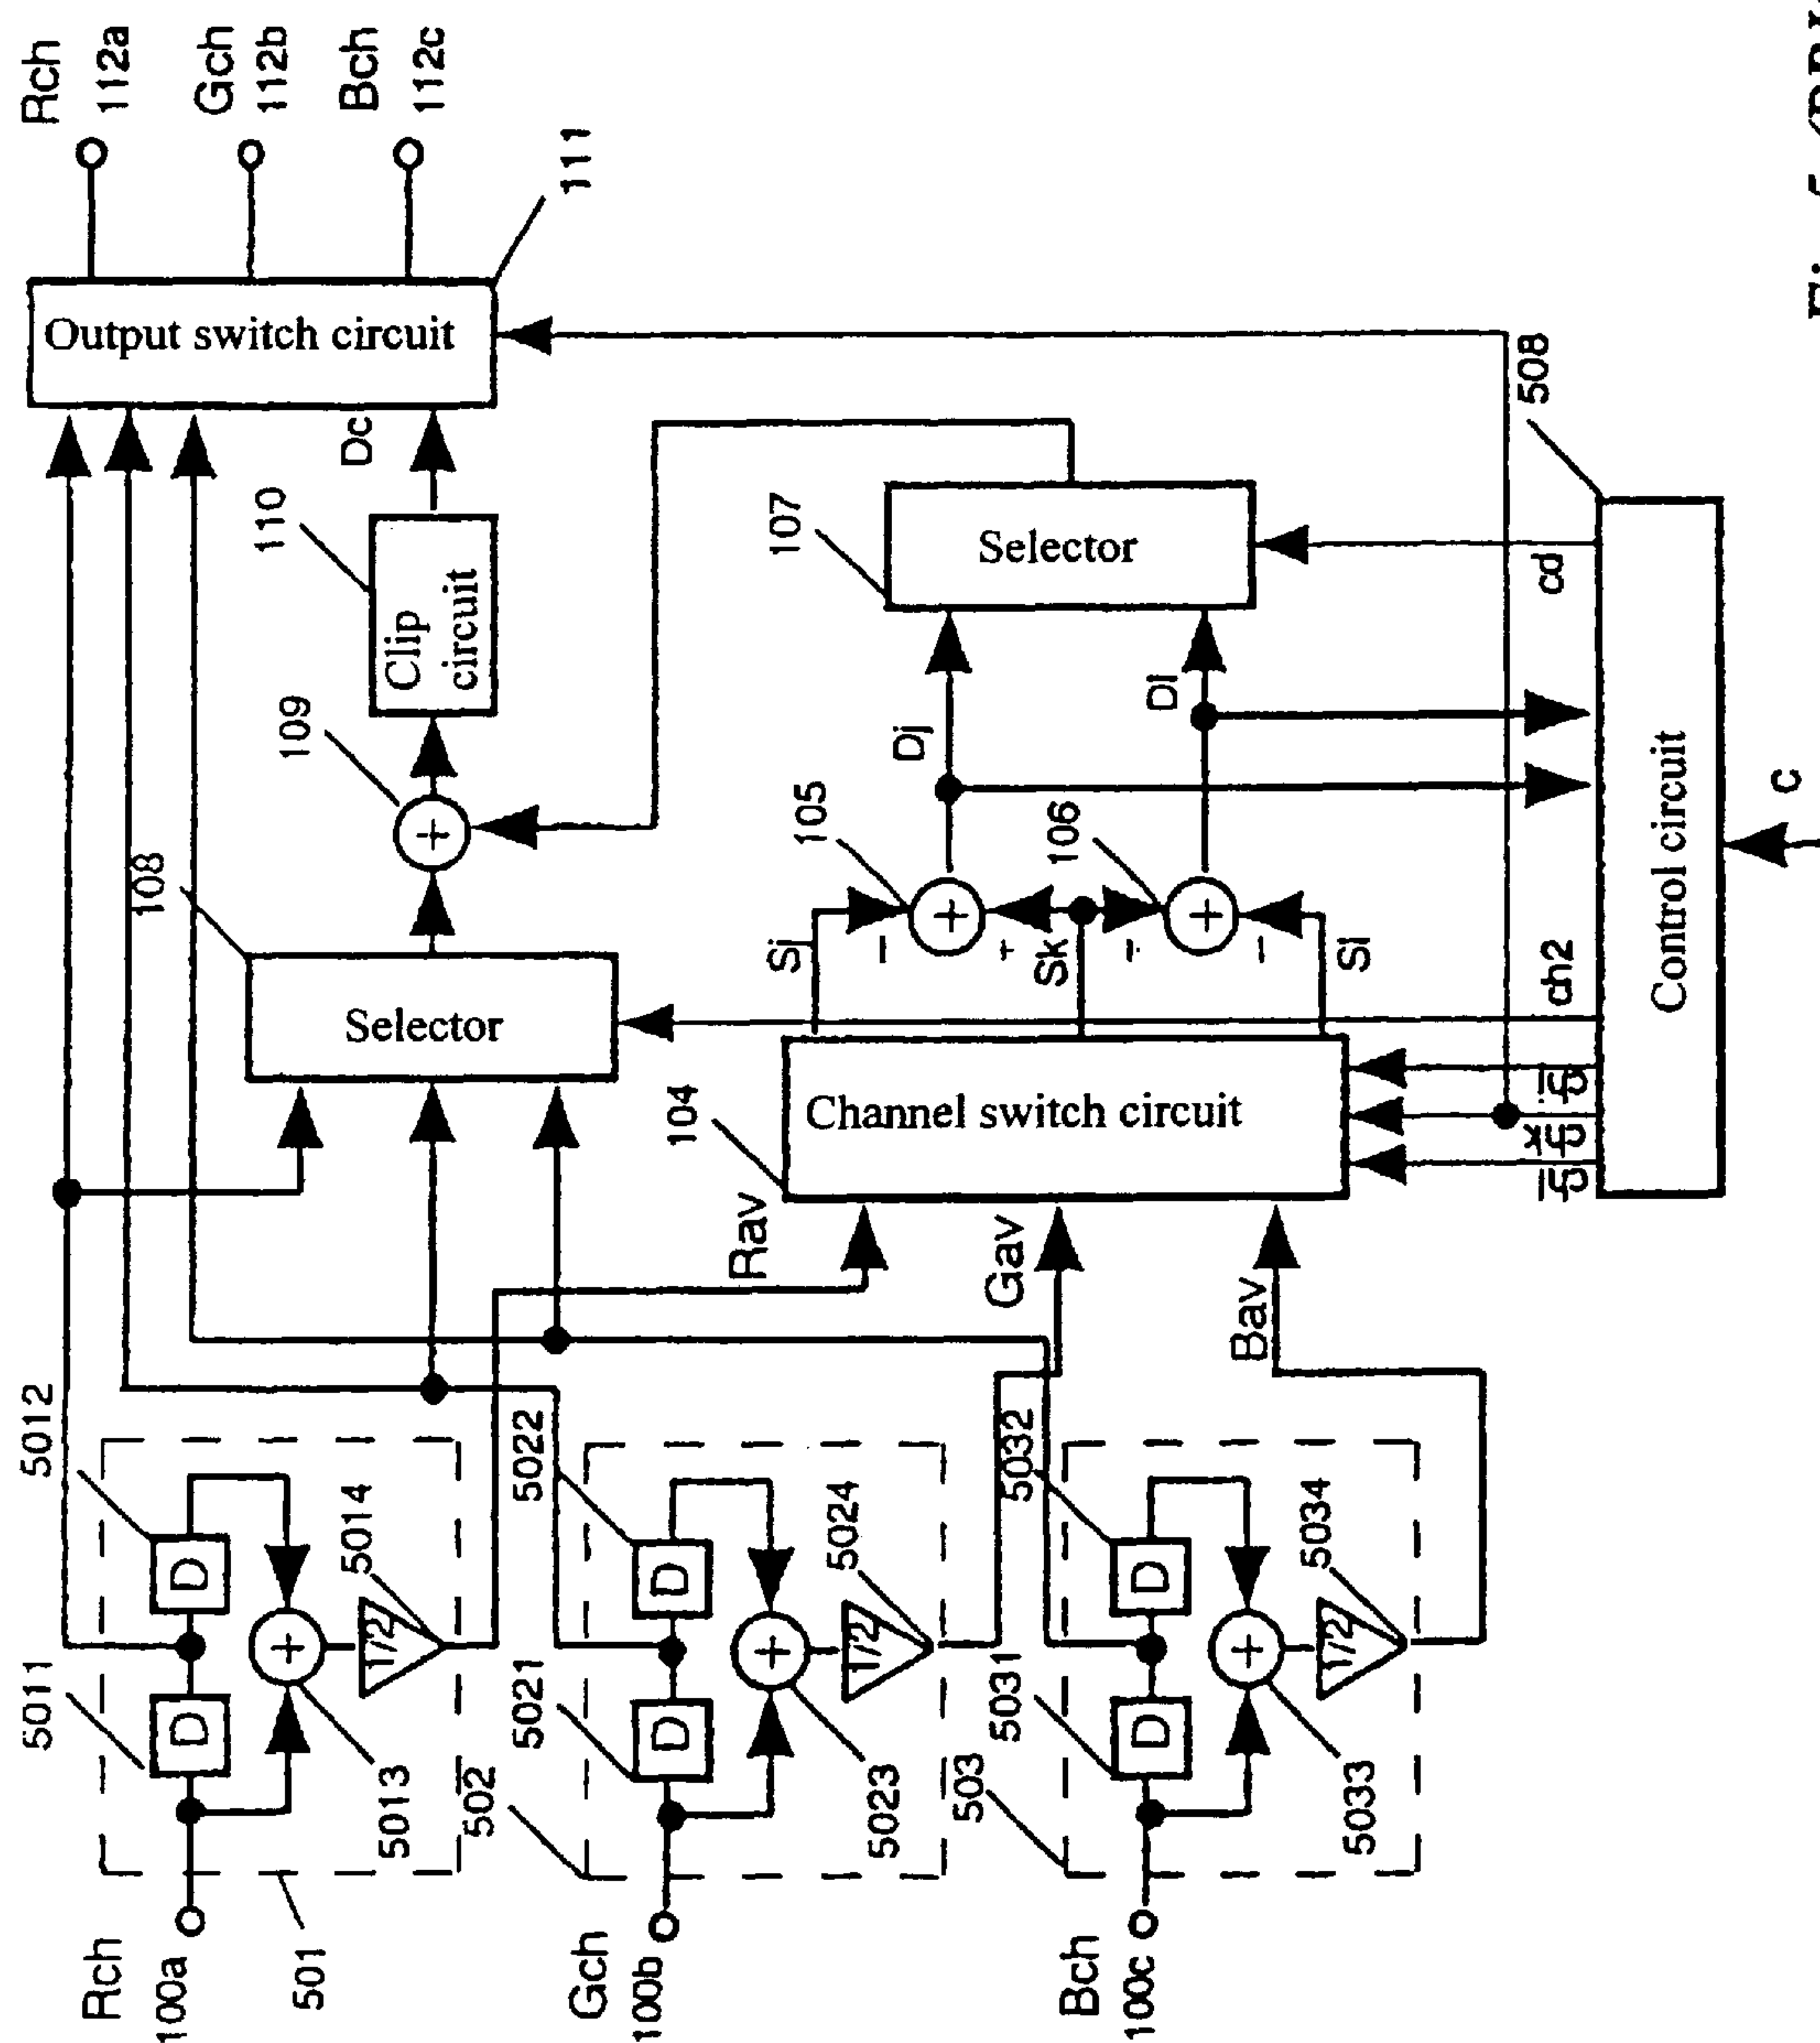 Rch
100a
501
5011
5012
D
D
+
5013
1/2
5014
Gch
100b
502
5021
5022
D
D
+
5023
1/2
5024
Bch
100c
503
5031
5032
D
D
+
5033
1/2
5034
Rav
Gav
Bav
108
Selector
104
Channel switch circuit
Sj
Sk
Sl
−
+
−
−
105
+
106
+
Dj
Dl
107
Selector
109
+
110
Clip
circuit
Dc
Output switch circuit
111
Rch
112a
Gch
112b
Bch
112c
chk
ch2
cd
Control circuit
508
c